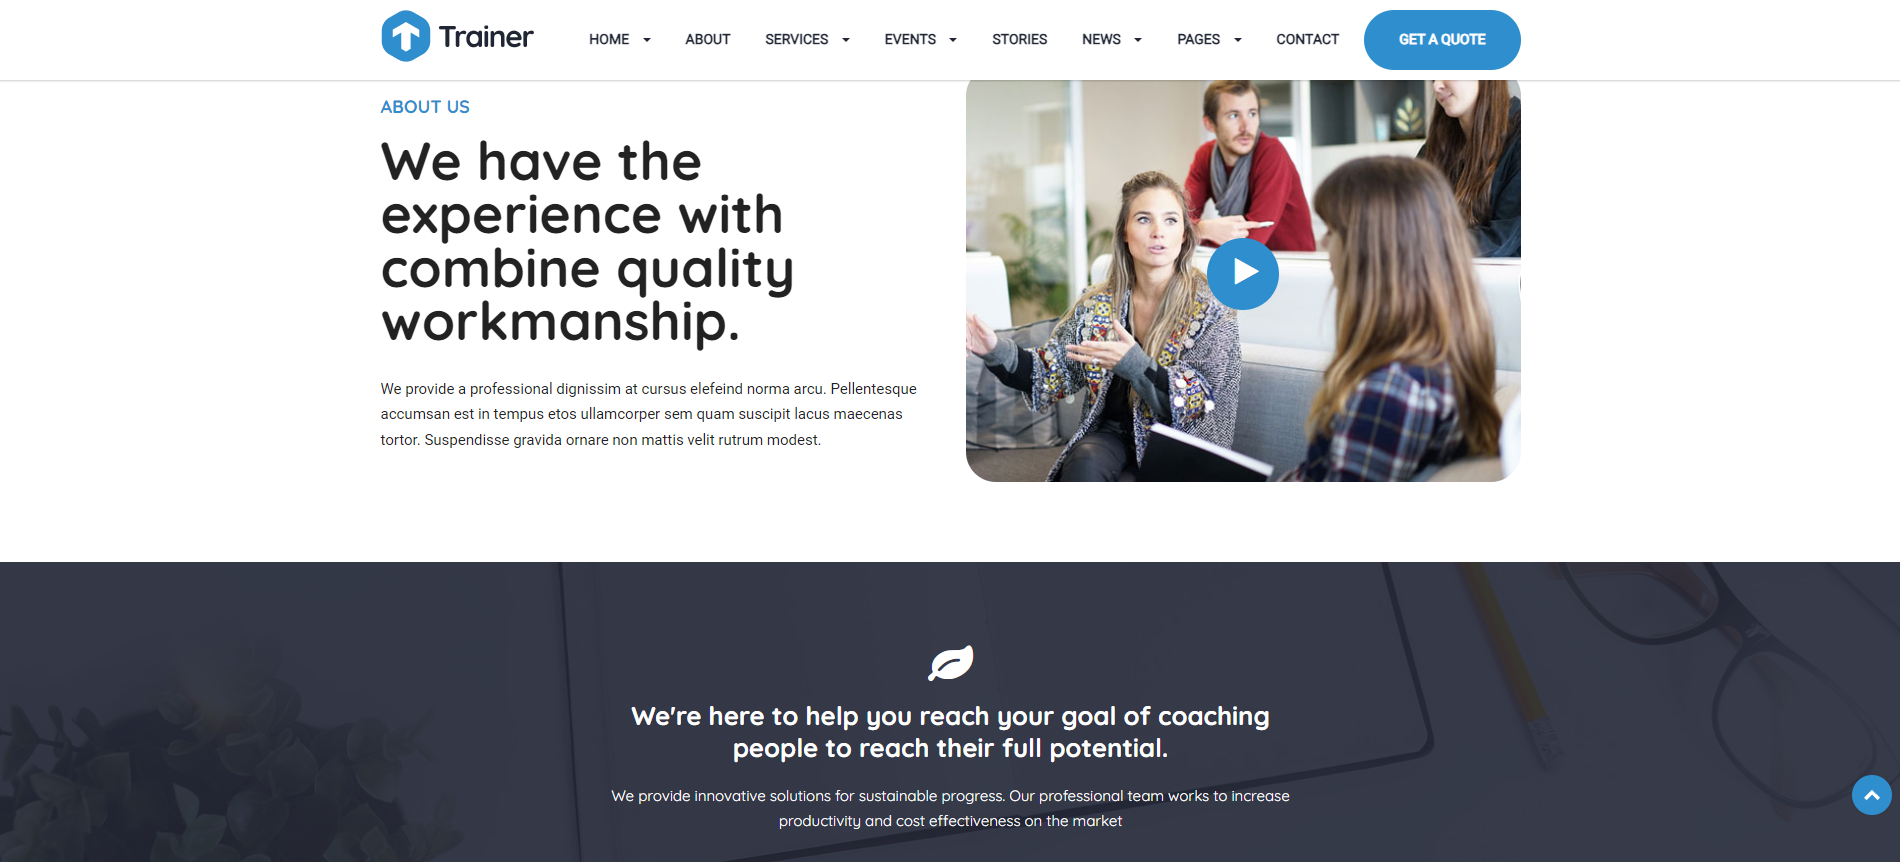 Trainer
HOME
ABOUT
SERVICES
EVENTS
STORIES
NEWS
PAGES
CONTACT
GET A QUOTE
ABOUT US
We have the
experience with
combine quality
workmanship.
We provide a professional dignissim at cursus elefeind norma arcu. Pellentesque
accumsan est in tempus etos ullamcorper sem quam suscipit lacus maecenas
tortor. Suspendisse gravida ornare non mattis velit rutrum modest.
We're here to help you reach your goal of coaching
people to reach their full potential.
We provide innovative solutions for sustainable progress. Our professional team works to increase
productivity and cost effectiveness on the market